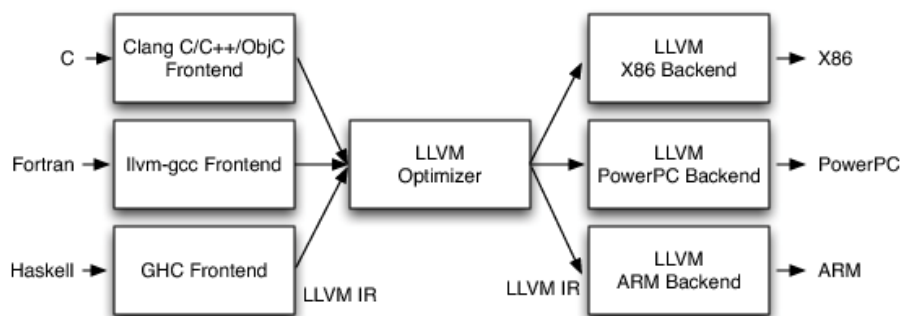 C
Clang C/C++/ObjC
Frontend
LLVM
X86 Backend
X86
Fortran
llvm-gcc Frontend
LLVM
Optimizer
LLVM
PowerPC Backend
PowerPC
Haskell
GHC Frontend
LLVM IR
LLVM IR
LLVM
ARM Backend
ARM